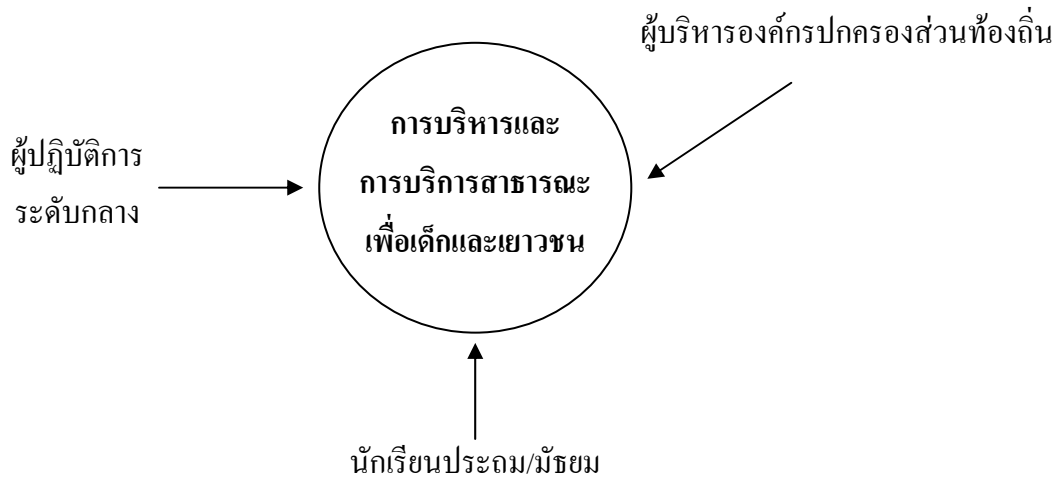 ผู้บริหารองค์กรปกครองส่วนท้องถิ่น
การบริหารและ
การบริการสาธารณะ
เพื่อเด็กและเยาวชน
ผู้ปฏิบัติการ
ระดับกลาง
นักเรียนประถม/มัธยม